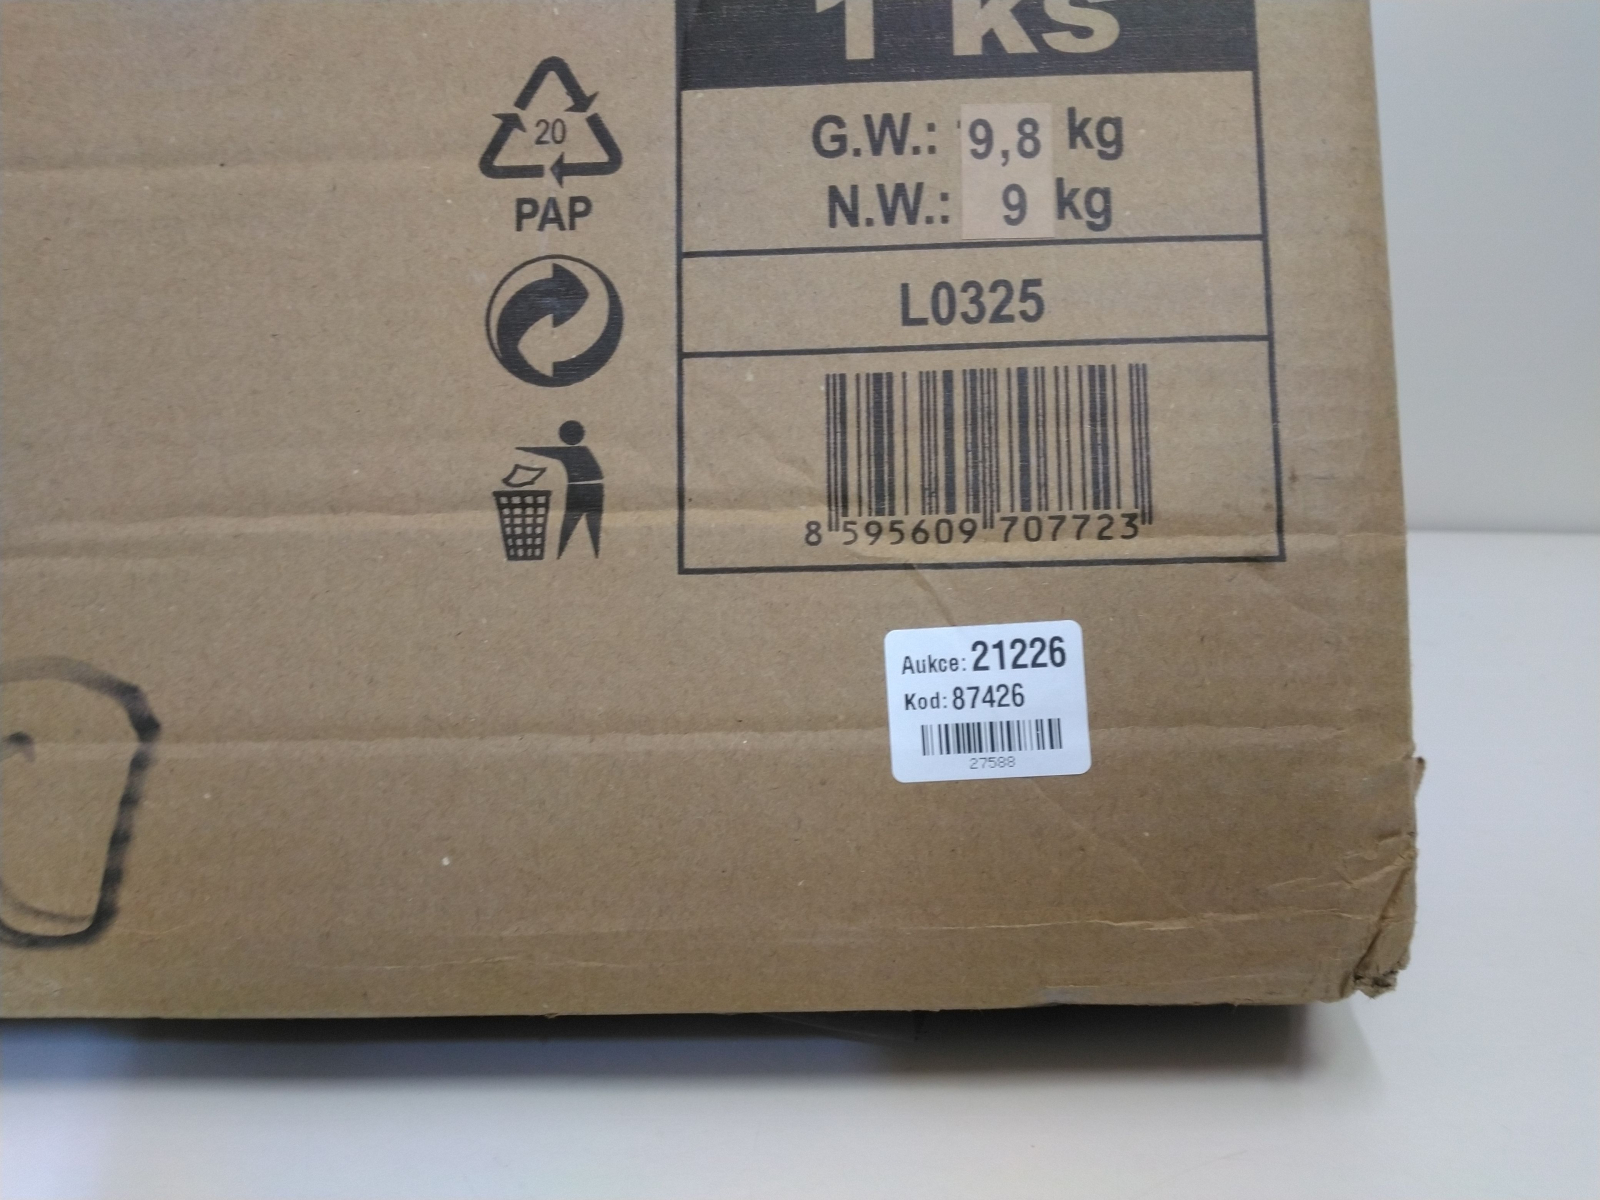 1 ks
20
PAP
G.W.: 9,8 kg
N.W.: 9 kg
L0325
8 595609 707723
Aukce: 21226
Kod: 87426
27588